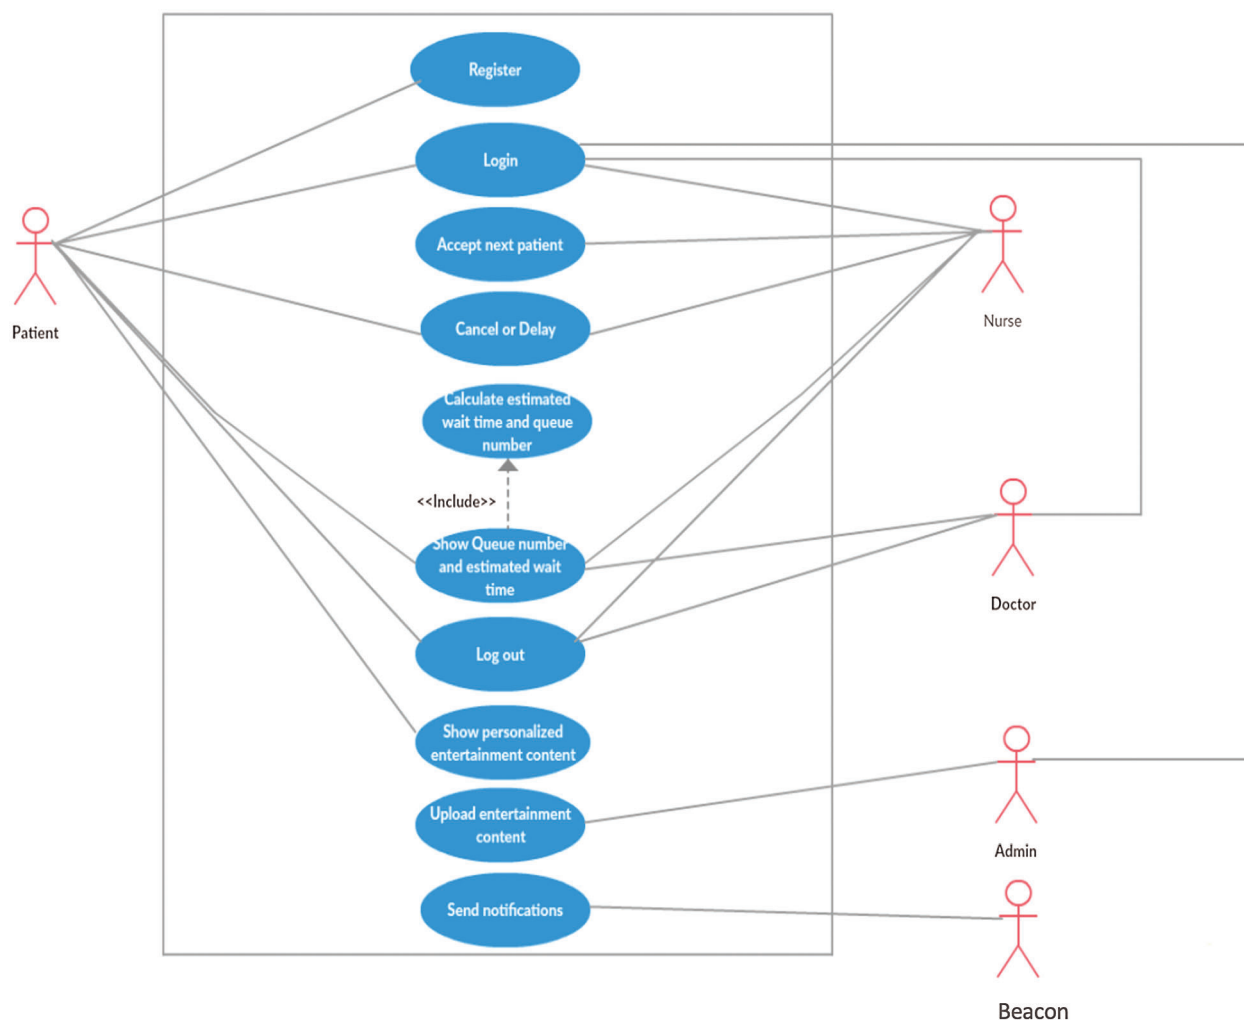 Register
Login
Accept next patient
Cancel or Delay
Calculate estimated
wait time and queue
number
<<Include>>
Show Queue number
and estimated wait
time
Log out
Show personalized
entertainment content
Upload entertainment
content
Send notifications
Patient
Nurse
Doctor
Admin
Beacon